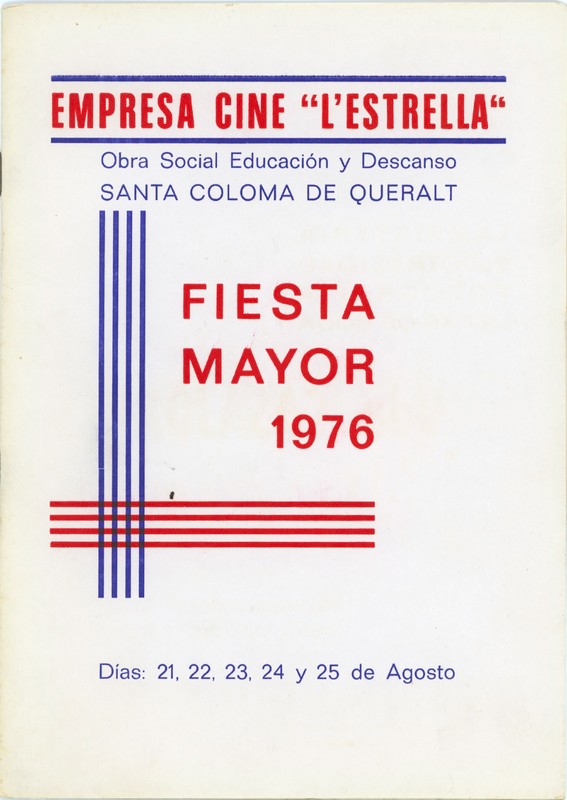 EMPRESA CINE “L'ESTRELLA“
Obra Social Educación y Descanso
SANTA COLOMA DE QUERALT
FIESTA
MAYOR
1976
Días: 21, 22, 23, 24 y 25 de Agosto